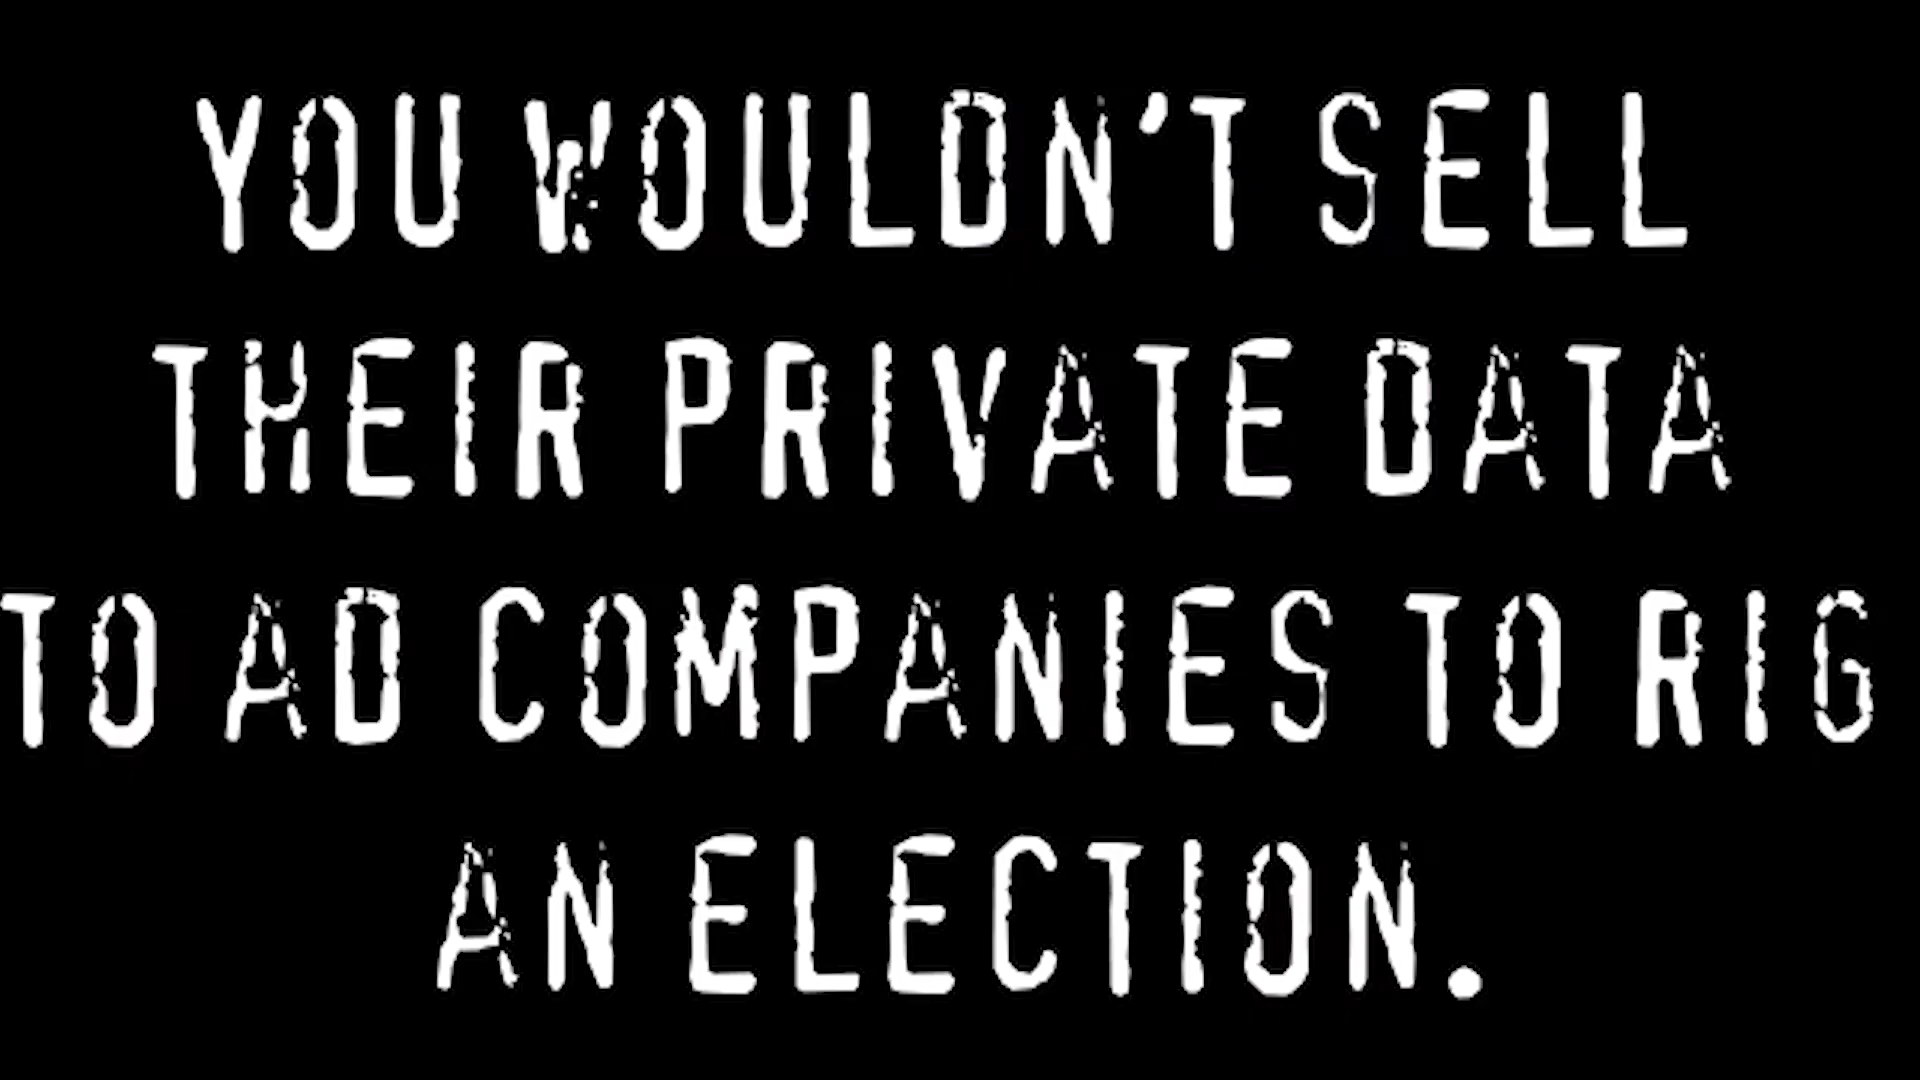 YOU WOULDN'T SELL
THEIR PRIVATE DATA
TO AD COMPANIES TO RIG
AN ELECTION.